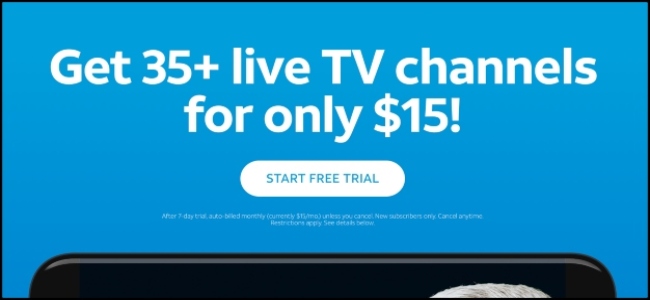 Get 35+ live TV channels
for only $15!
START FREE TRIAL
After 7-day trial, auto-billed monthly (currently $15/mo.) unless you cancel. New subscribers only. Cancel anytime.
Restrictions apply. See details below.